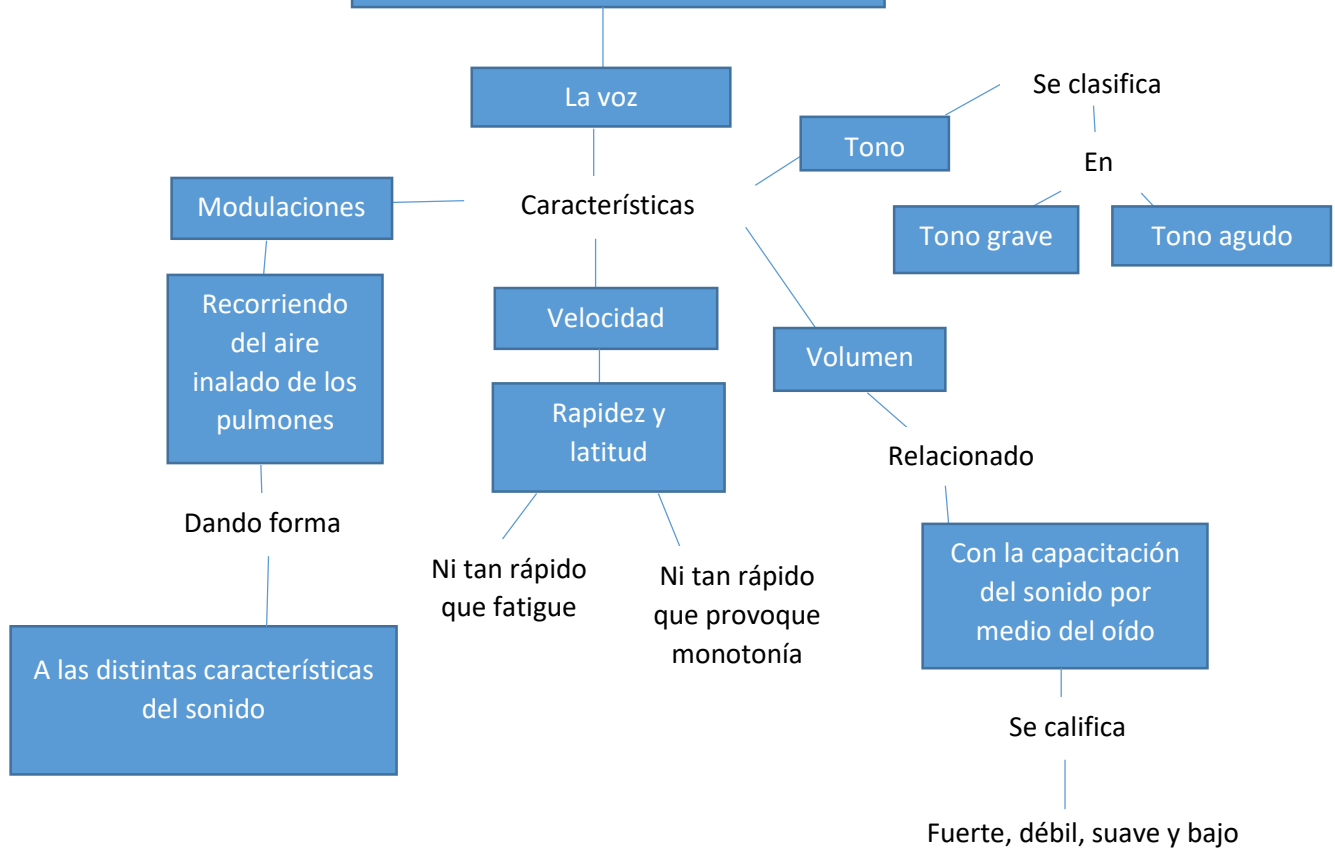 La voz
Se clasifica
Tono
En
Modulaciones
Características
Tono grave
Tono agudo
Recorriendo
del aire
inalado de los
pulmones
Velocidad
Volumen
Rapidez y
latitud
Relacionado
Dando forma
Ni tan rápido
que fatigue
Ni tan rápido
que provoque
monotonía
Con la capacitación
del sonido por
medio del oído
A las distintas características
del sonido
Se califica
Fuerte, débil, suave y bajo